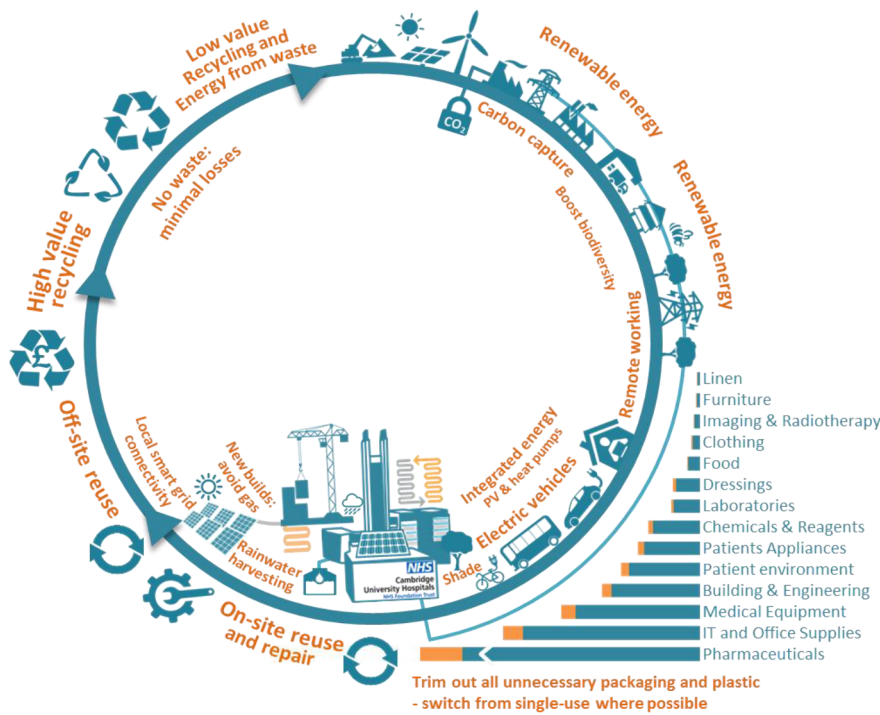 Low value
Recycling and
Energy from waste
Renewable energy
CO₂
Carbon capture
No waste:
minimal losses
Renewable energy
Boost biodiversity
High value
recycling
£
Remote working
Linen
Furniture
Imaging & Radiotherapy
Clothing
Food
Dressings
Laboratories
Chemicals & Reagents
Patients Appliances
Patient environment
Building & Engineering
Medical Equipment
IT and Office Supplies
Pharmaceuticals
Off-site reuse
Local smart grid
connectivity
New builds:
avoid gas
Integrated energy
PV & heat pumps
Electric vehicles
Rainwater
harvesting
Shade
NHS
Cambridge
University Hospitals
NHS Foundation Trust
On-site reuse
and repair
Trim out all unnecessary packaging and plastic
- switch from single-use where possible